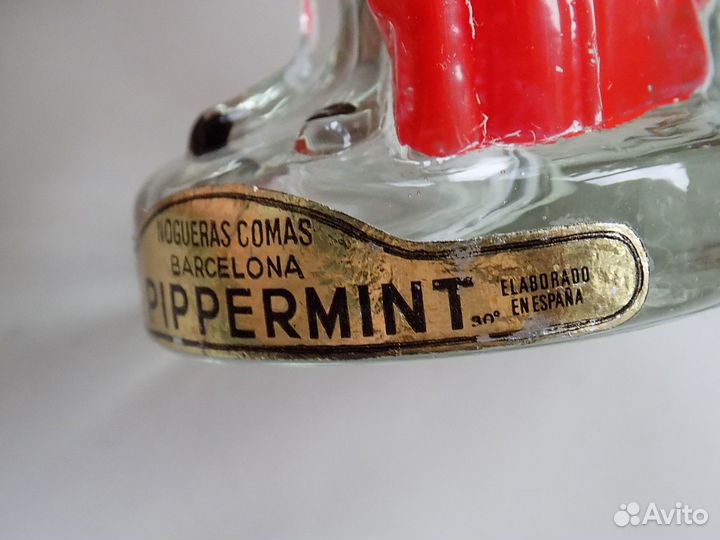 NOGUERAS COMAS
BARCELONA
PIPPERMINT
30°
ELABORADO
EN ESPAÑA
Avito